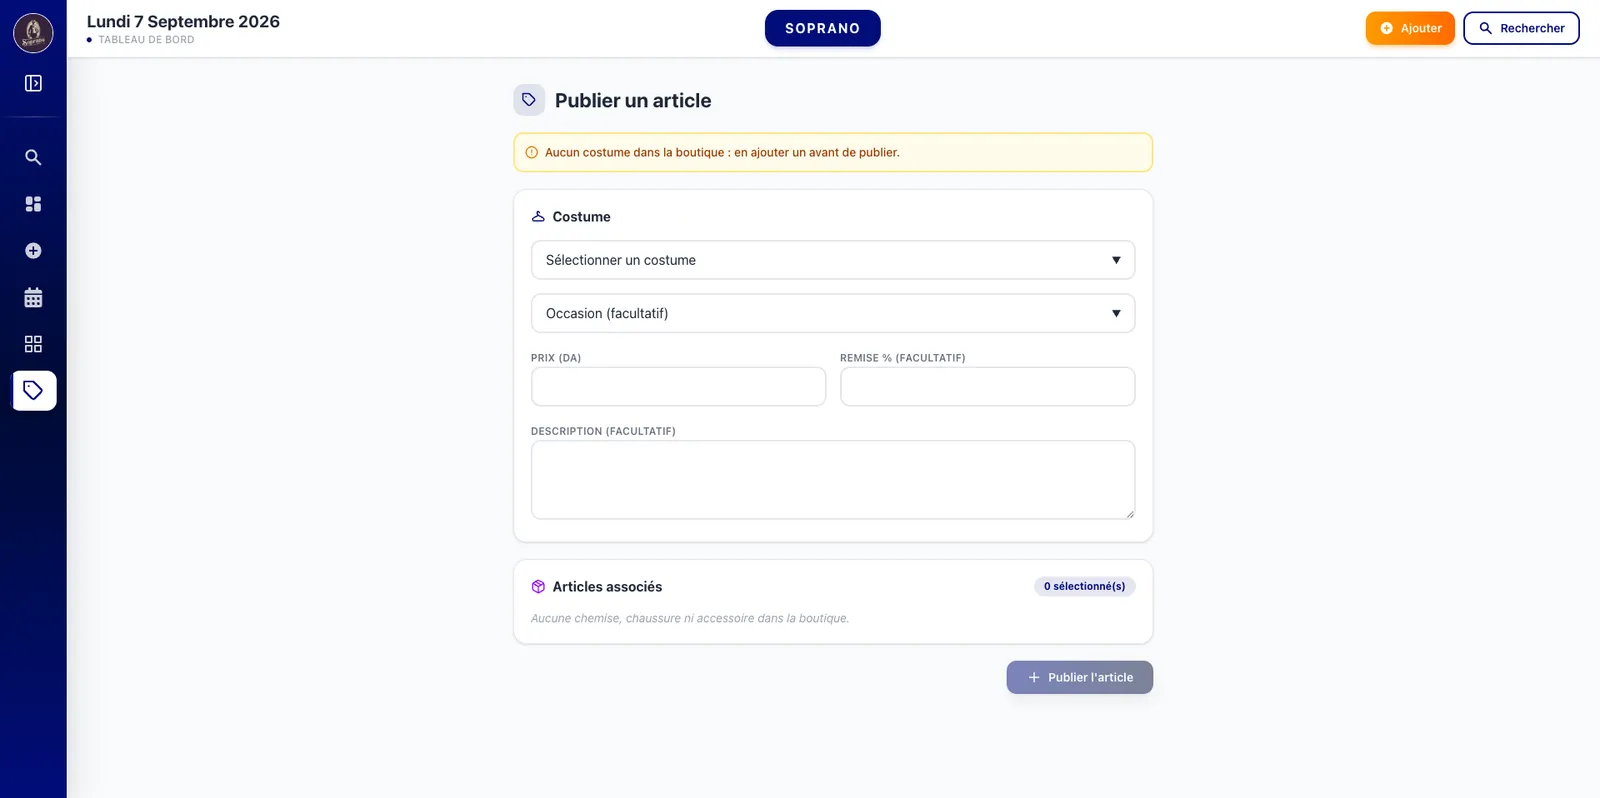 Soprano
Lundi 7 Septembre 2026
TABLEAU DE BORD
SOPRANO
Ajouter
Rechercher
Publier un article
Aucun costume dans la boutique : en ajouter un avant de publier.
Costume
Sélectionner un costume
Occasion (facultatif)
PRIX (DA)
REMISE % (FACULTATIF)
DESCRIPTION (FACULTATIF)
Articles associés
0 sélectionné(s)
Aucune chemise, chaussure ni accessoire dans la boutique.
Publier l'article